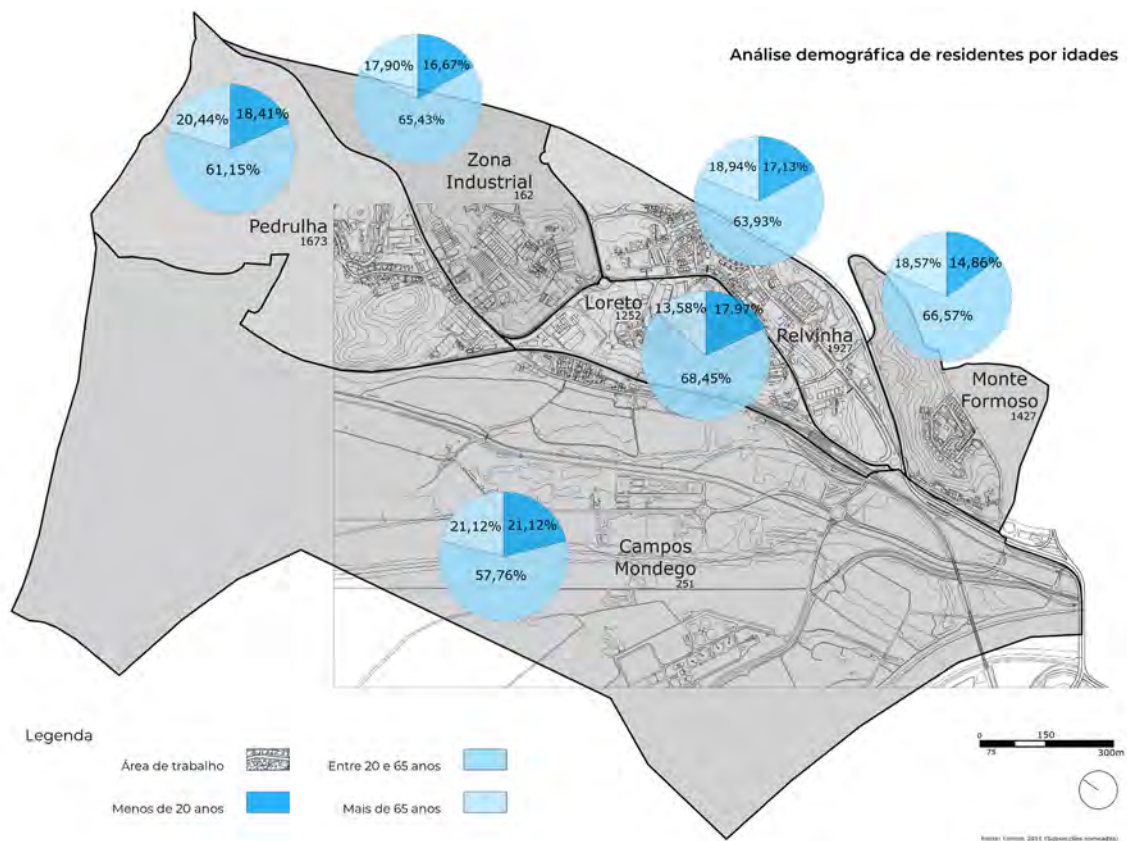 Análise demográfica de residentes por idades
17,90%
16,67%
65,43%
20,44%
18,41%
61,15%
Zona
Industrial
162
18,94%
17,13%
63,93%
Pedrulha
1673
18,57%
14,86%
66,57%
Loreto
1252
13,58%
17,97%
68,45%
Relvinha
1927
Monte
Formoso
1427
21,12%
21,12%
57,76%
Campos
Mondego
251
Legenda
Área de trabalho
Entre 20 e 65 anos
Menos de 20 anos
Mais de 65 anos
0
150
75
300m